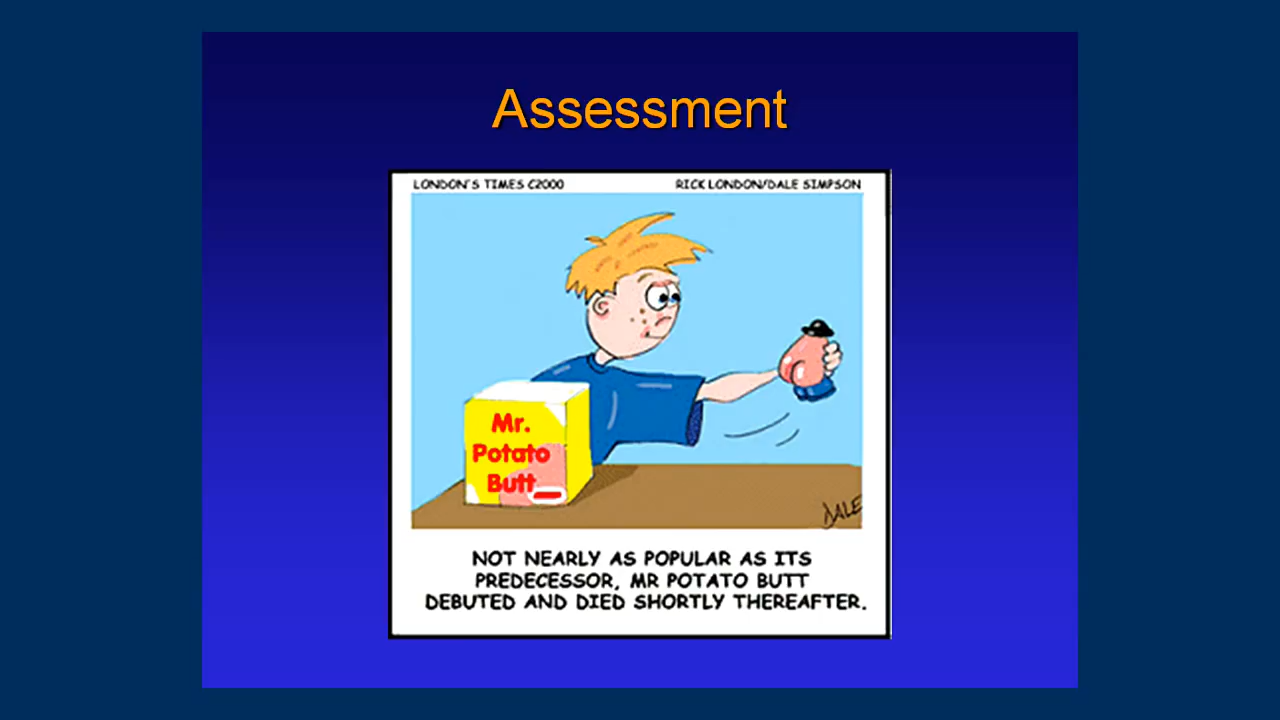 Assessment
LONDON'S TIMES C2000
RICK LONDON/DALE SIMPSON
Mr.
Potato
Butt
DALE
NOT NEARLY AS POPULAR AS ITS
PREDECESSOR, MR POTATO BUTT
DEBUTED AND DIED SHORTLY THEREAFTER.